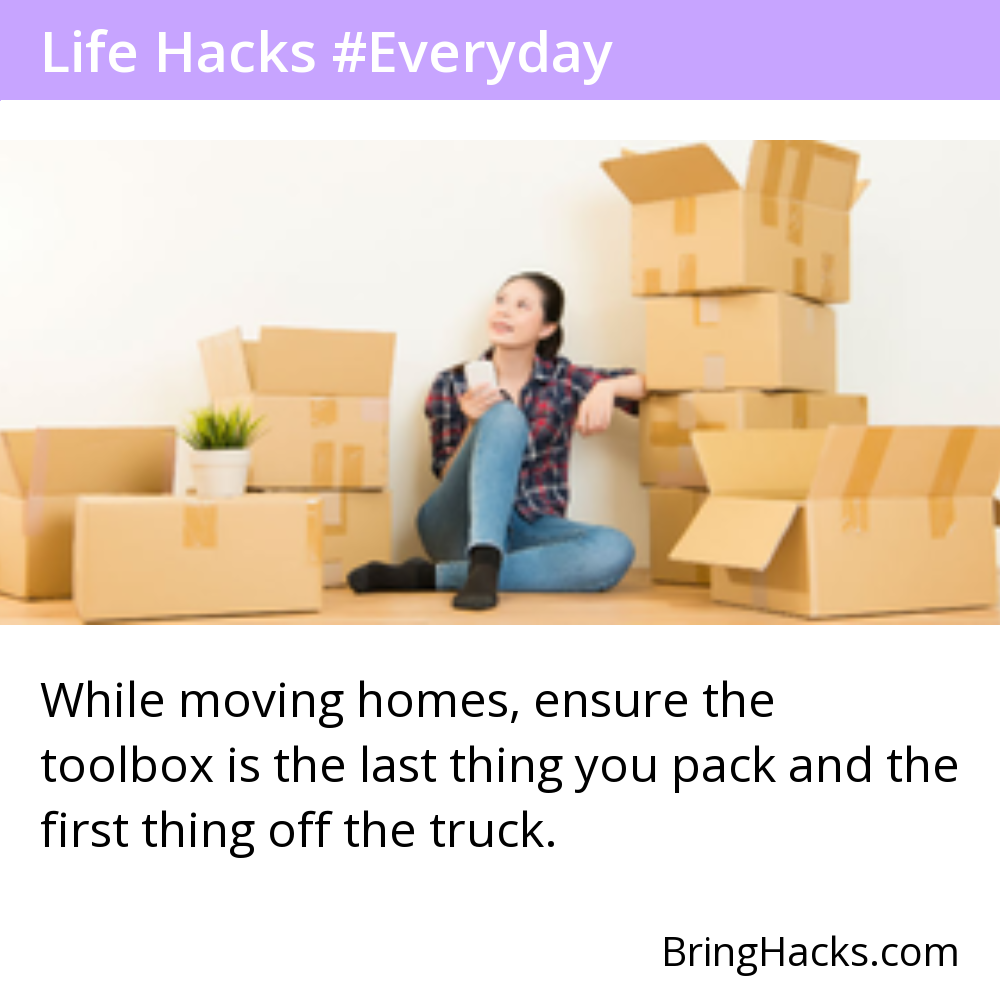 Life Hacks #Everyday
While moving homes, ensure the
toolbox is the last thing you pack and the
first thing off the truck.
BringHacks.com